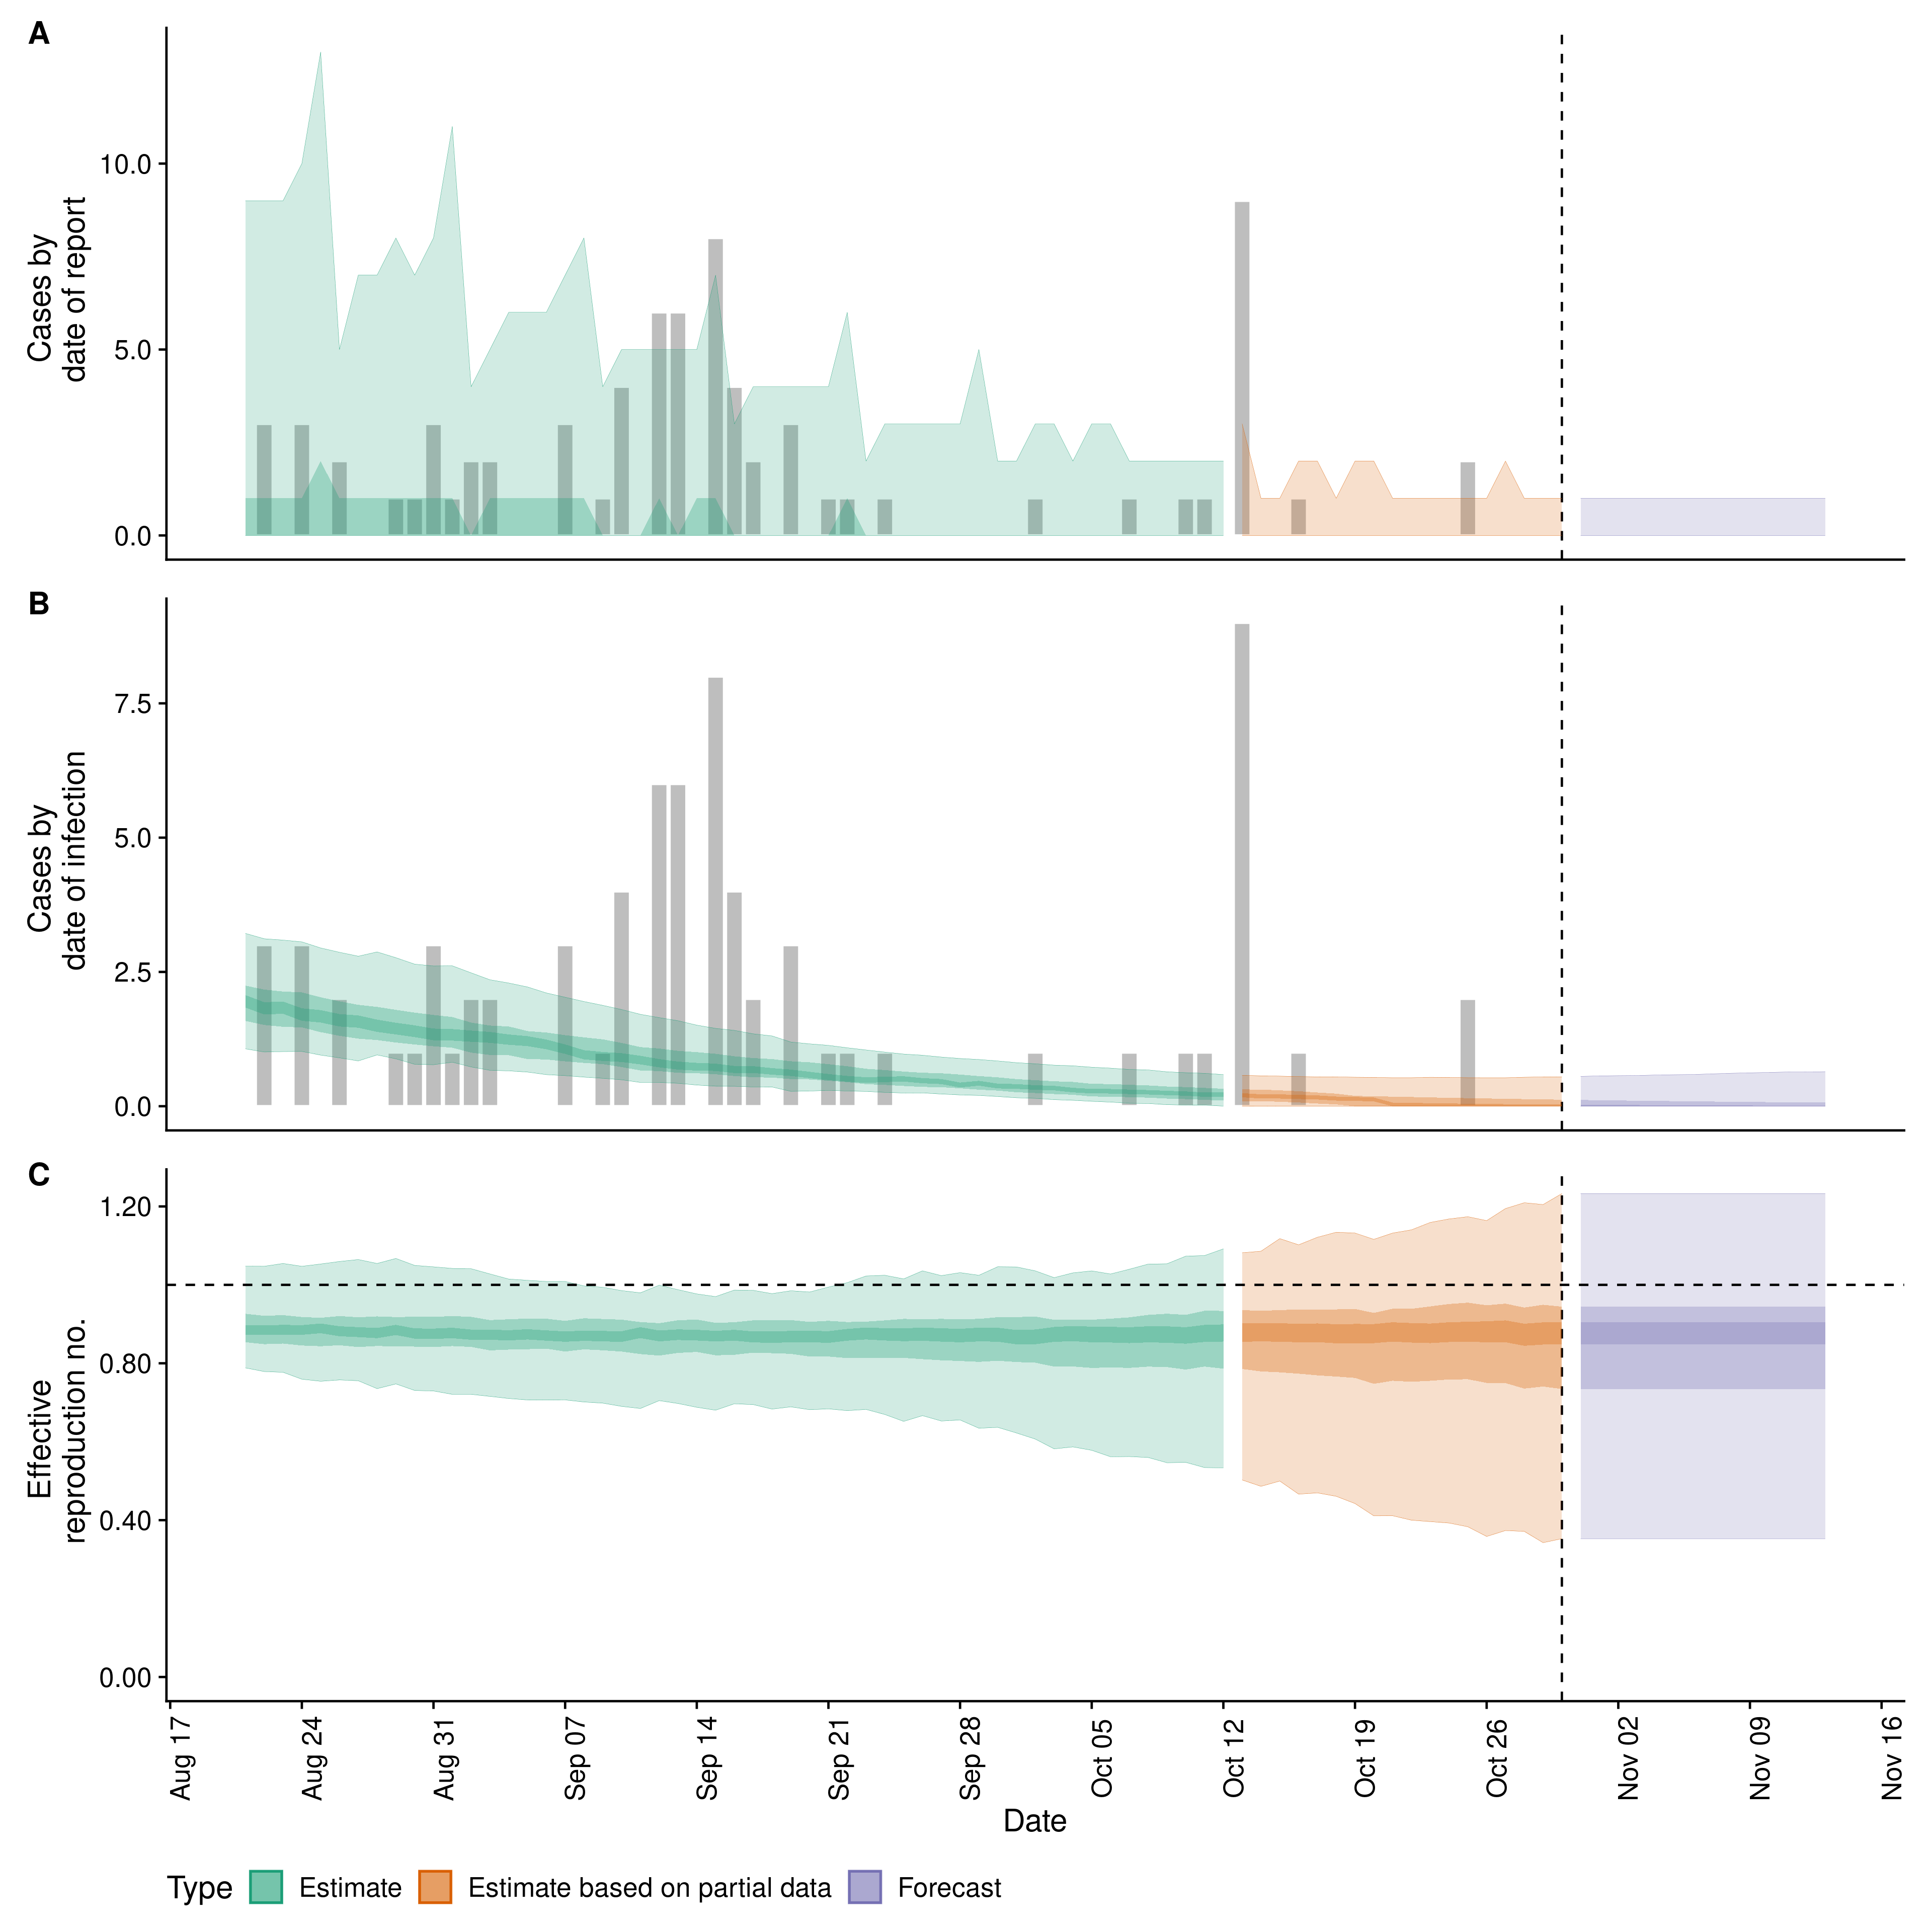 A
Cases by
date of report
10.0
5.0
0.0
B
Cases by
date of infection
7.5
5.0
2.5
0.0
C
Effective
reproduction no.
1.20
0.80
0.40
0.00
Aug 17
Aug 24
Aug 31
Sep 07
Sep 14
Sep 21
Sep 28
Oct 05
Oct 12
Oct 19
Oct 26
Nov 02
Nov 09
Nov 16
Date
Type Estimate Estimate based on partial data Forecast